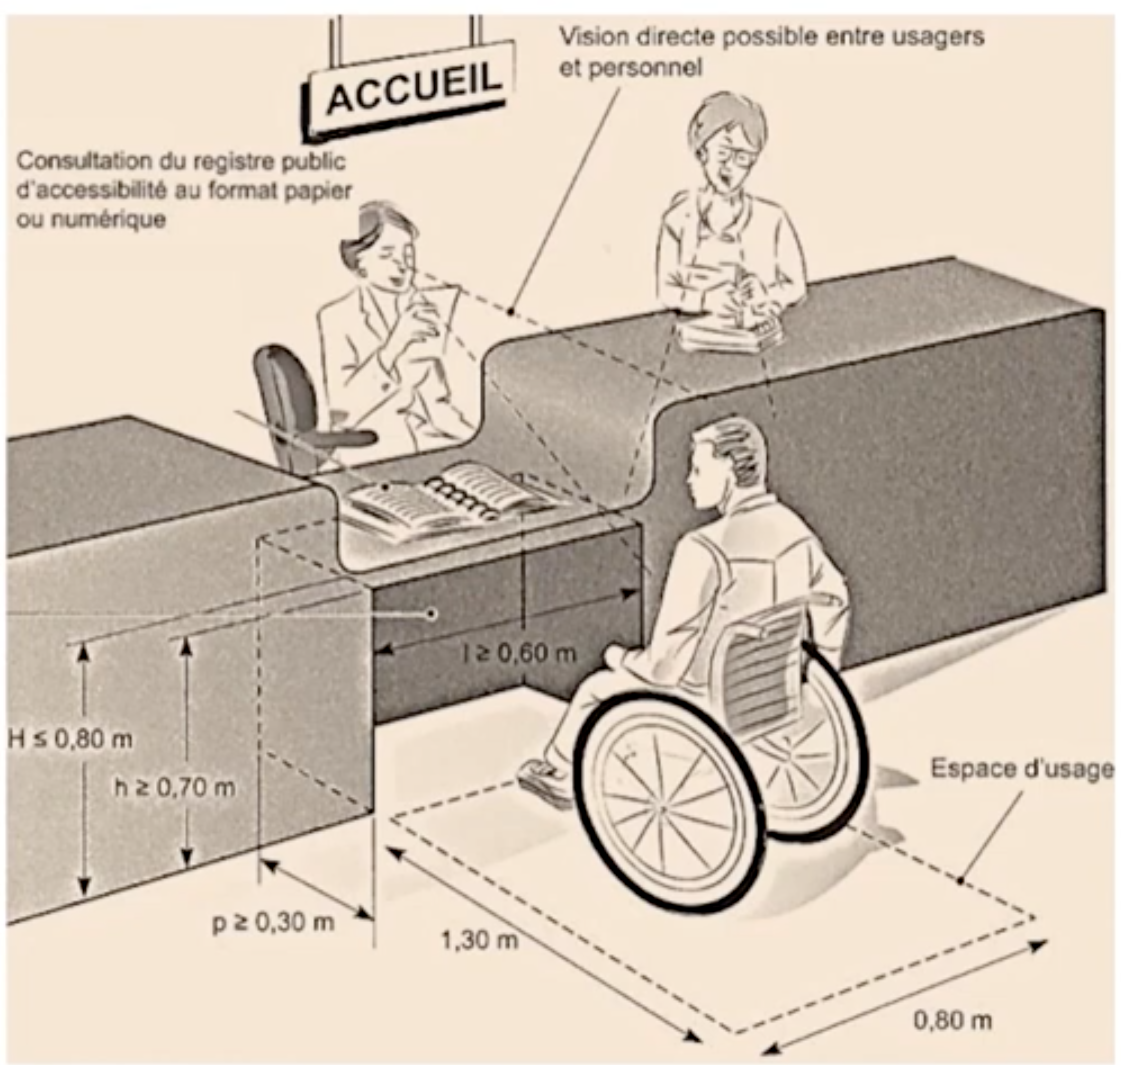 Vision directe possible entre usagers
et personnel
ACCUEIL
Consultation du registre public
d'accessibilité au format papier
ou numérique
l ≥ 0,60 m
H ≤ 0,80 m
h ≥ 0,70 m
Espace d'usage
p ≥ 0,30 m
1,30 m
0,80 m